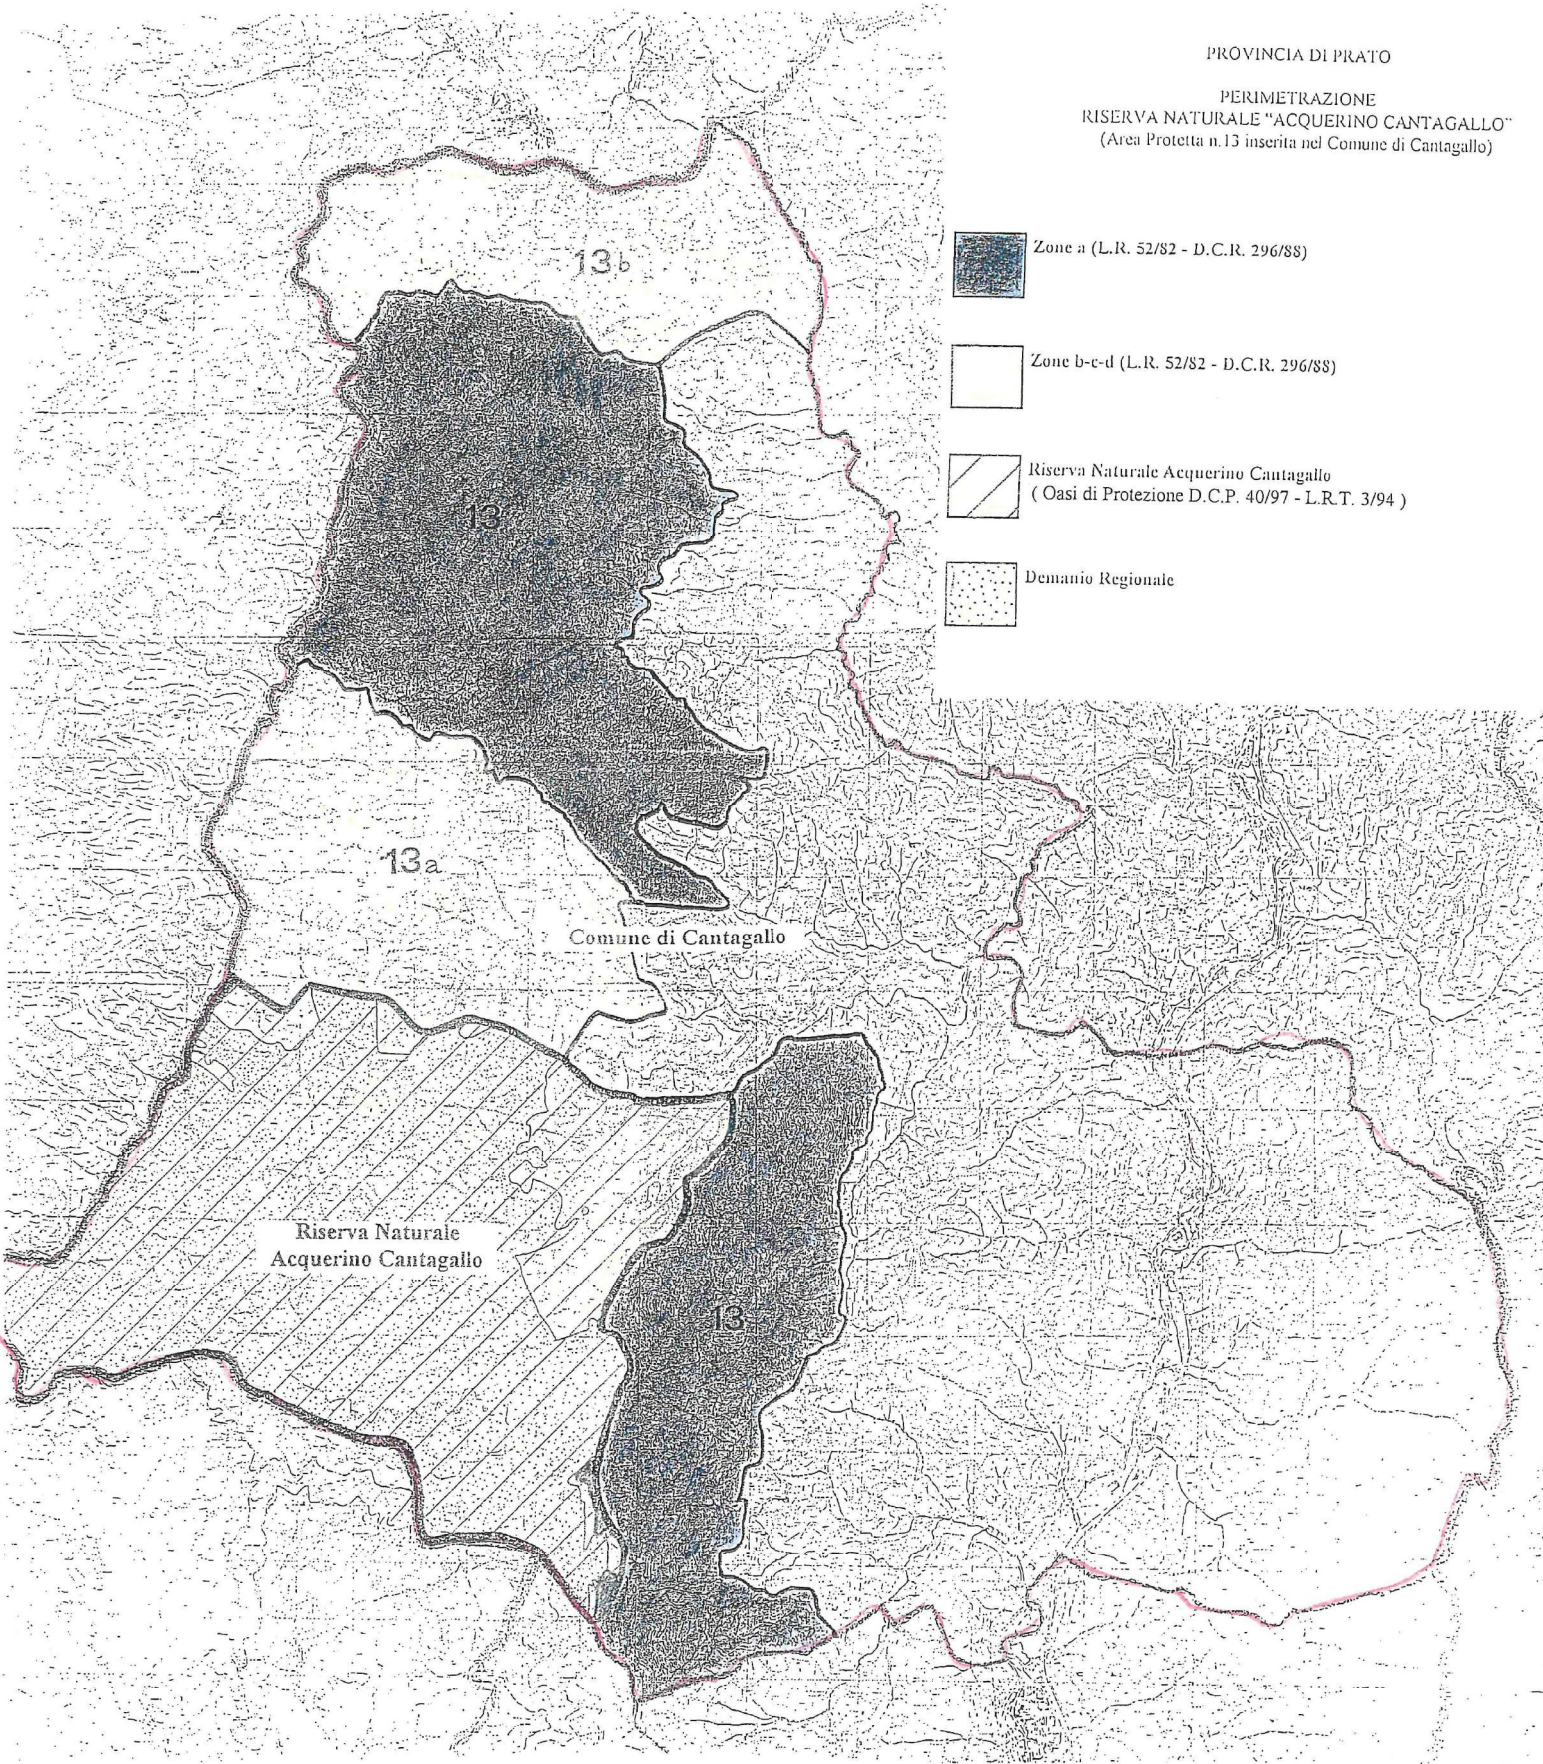 PROVINCIA DI PRATO
PERIMETRAZIONE
RISERVA NATURALE "ACQUERINO CANTAGALLO"
(Area Protetta n.13 inserita nel Comune di Cantagallo)
Zone a (L.R. 52/82 - D.C.R. 296/88)
Zone b-c-d (L.R. 52/82 - D.C.R. 296/88)
Riserva Naturale Acquerino Cantagallo
( Oasi di Protezione D.C.P. 40/97 - L.R.T. 3/94 )
Demanio Regionale
13b
13
13a
Comune di Cantagallo
Riserva Naturale
Acquerino Cantagallo
13